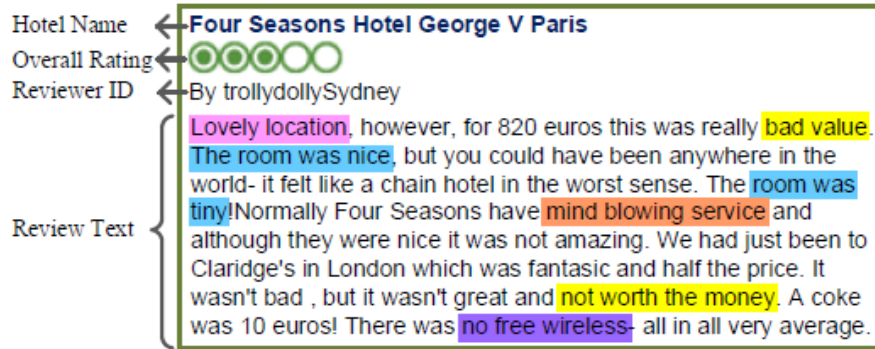 Hotel Name
Four Seasons Hotel George V Paris
Overall Rating
Reviewer ID
By trollydollySydney
Review Text
Lovely location, however, for 820 euros this was really bad value.
The room was nice, but you could have been anywhere in the
world- it felt like a chain hotel in the worst sense. The room was
tiny!Normally Four Seasons have mind blowing service and
although they were nice it was not amazing. We had just been to
Claridge's in London which was fantasic and half the price. It
wasn't bad , but it wasn't great and not worth the money. A coke
was 10 euros! There was no free wireless- all in all very average.